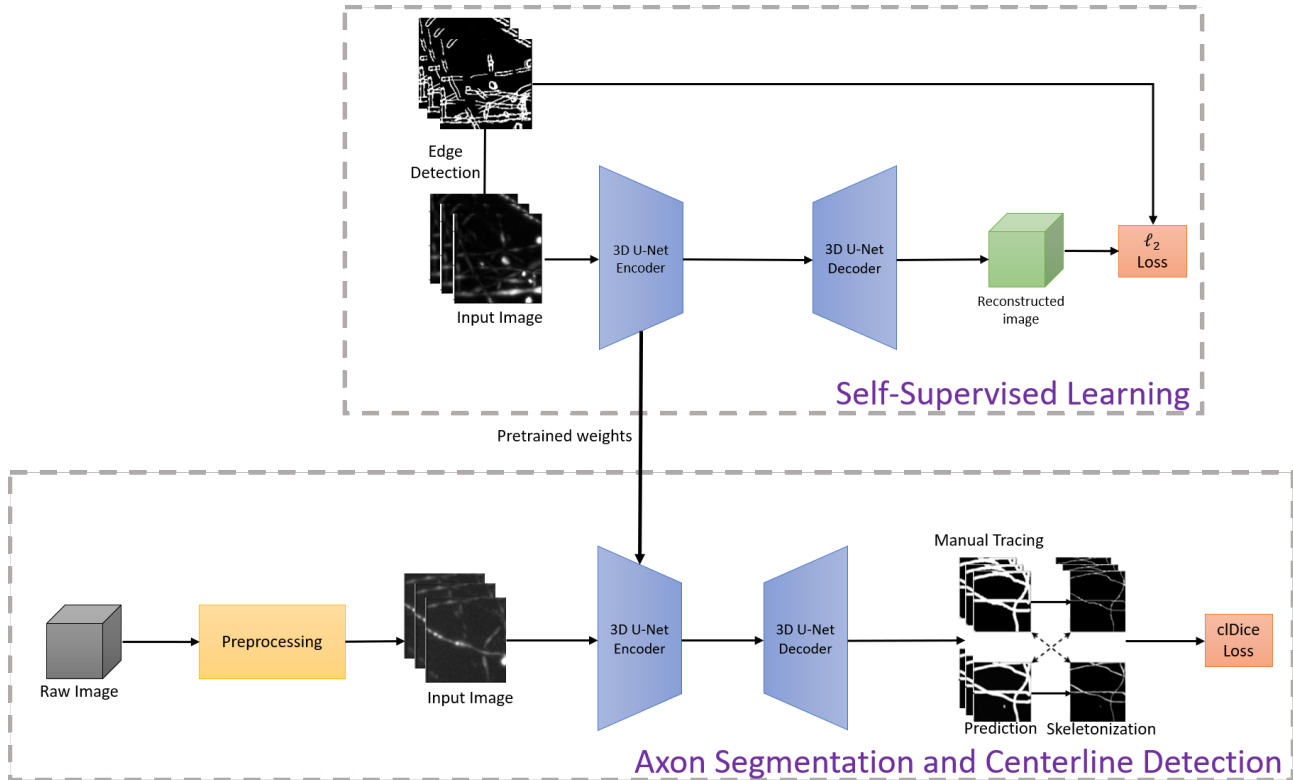 Edge
Detection
Input Image
3D U-Net
Encoder
3D U-Net
Decoder
Reconstructed
image
ℓ₂
Loss
Self-Supervised Learning
Pretrained weights
Raw Image
Preprocessing
Input Image
3D U-Net
Encoder
3D U-Net
Decoder
Manual Tracing
Prediction
Skeletonization
clDice
Loss
Axon Segmentation and Centerline Detection